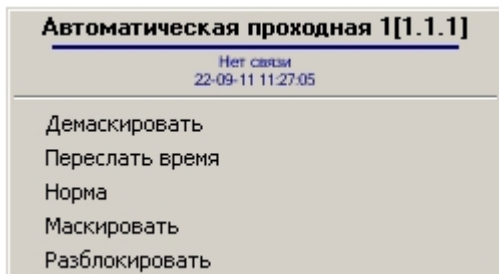 Автоматическая проходная 1[1.1.1]
Нет связи
22-09-11 11:27:05
Демаскировать
Переслать время
Норма
Маскировать
Разблокировать